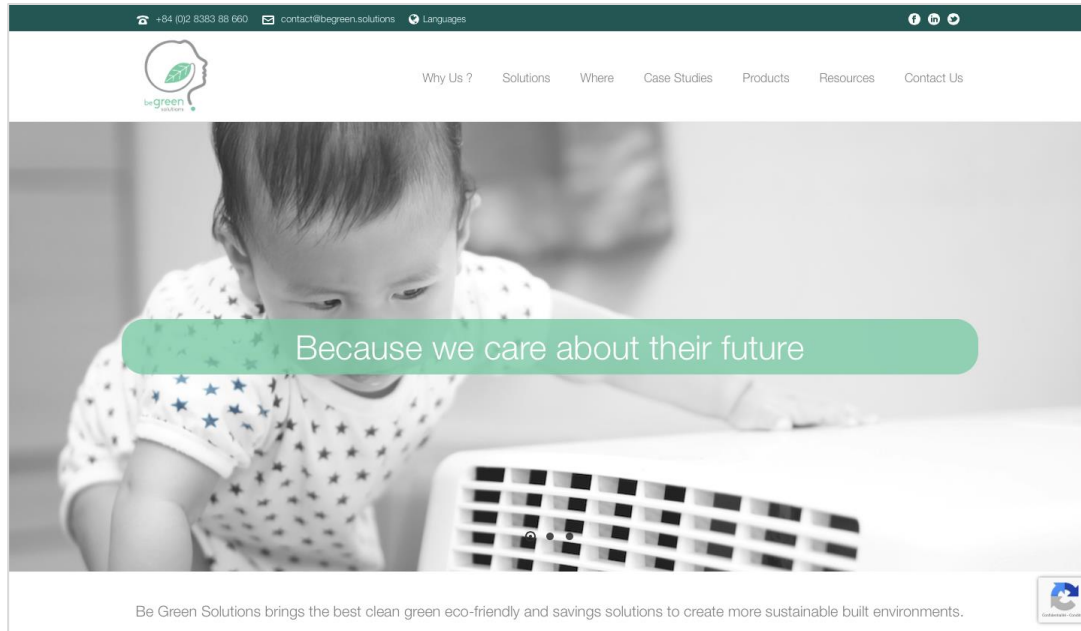 +84 (0)2 8383 88 660 contact@begreen.solutions Languages
be green
solutions
Why Us ? Solutions Where Case Studies Products Resources Contact Us
Because we care about their future
Be Green Solutions brings the best clean green eco-friendly and savings solutions to create more sustainable built environments.